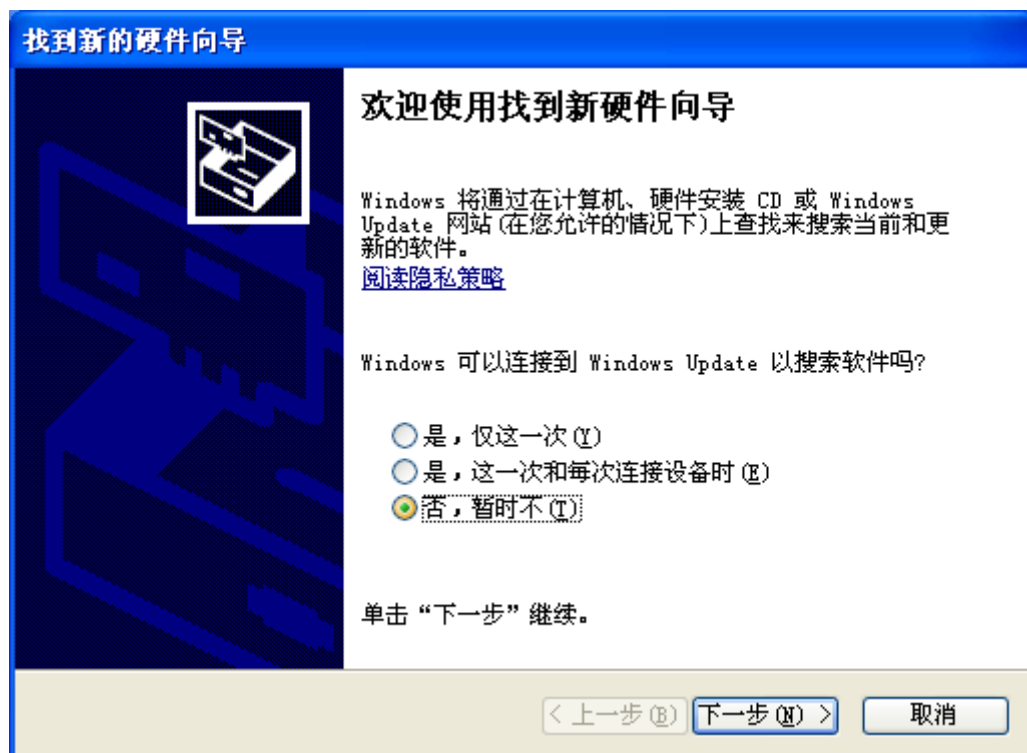 找到新的硬件向导
欢迎使用找到新硬件向导
Windows 将通过在计算机、硬件安装 CD 或 Windows
Update 网站(在您允许的情况下)上查找来搜索当前和更
新的软件。
阅读隐私策略
Windows 可以连接到 Windows Update 以搜索软件吗?
是，仅这一次(Y)
是，这一次和每次连接设备时(E)
否，暂时不(T)
单击“下一步”继续。
< 上一步(B) 下一步(N) > 取消